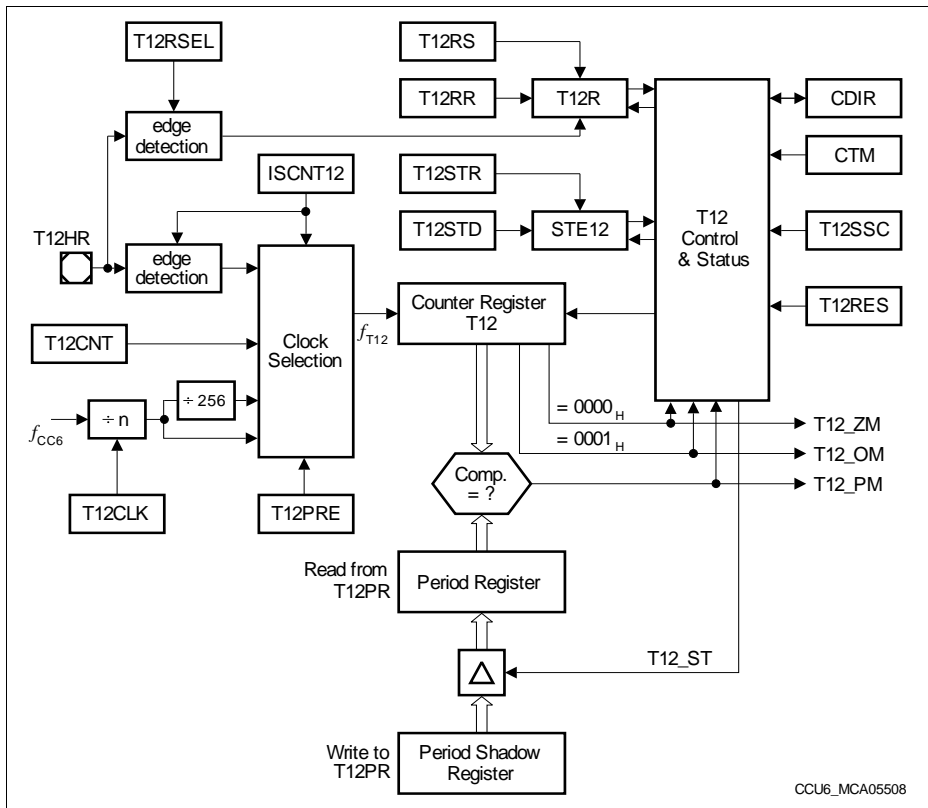 T12RSEL
T12RS
T12RR
T12R
CDIR
edge
detection
CTM
ISCNT12
T12STR
T12STD
STE12
T12
Control
& Status
T12SSC
T12HR
edge
detection
T12RES
Counter Register
T12
fT12
T12CNT
Clock
Selection
÷ 256
÷ n
fCC6
= 0000H
T12_ZM
= 0001H
T12_OM
Comp.
= ?
T12_PM
T12CLK
T12PRE
Read from
T12PR
Period Register
T12_ST
Δ
Write to
T12PR
Period Shadow
Register
CCU6_MCA05508